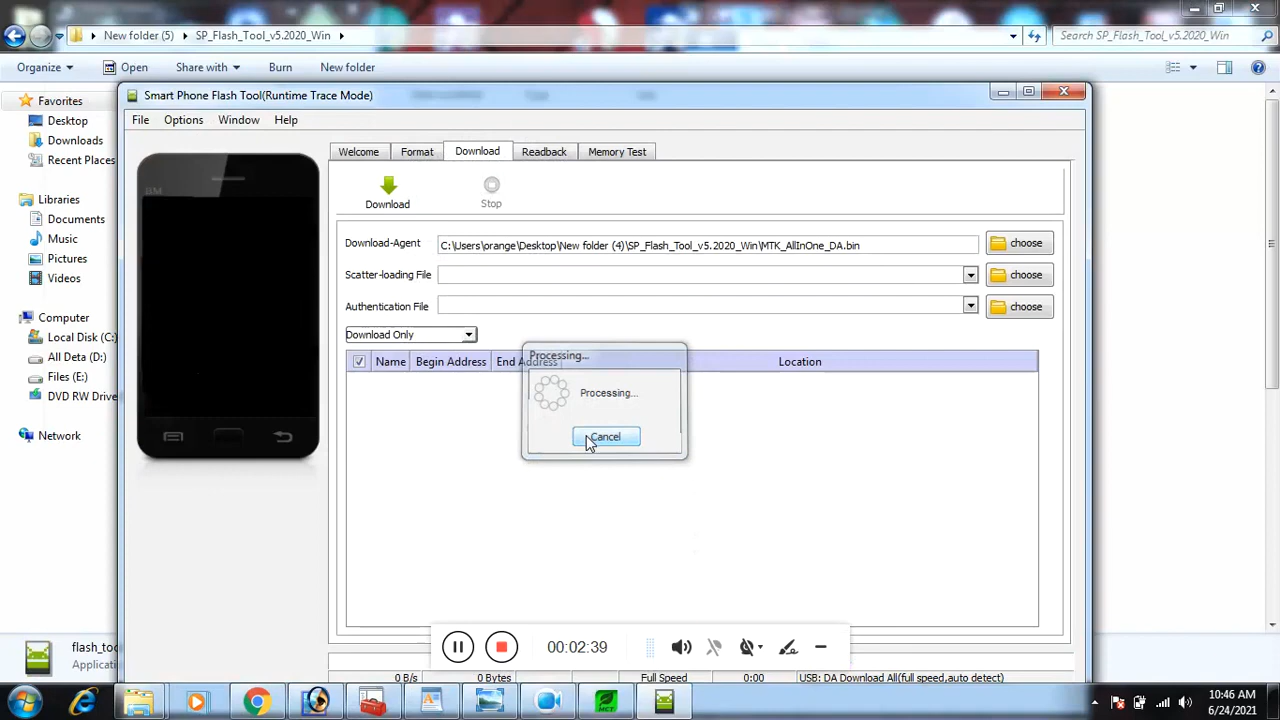 New folder (5) SP_Flash_Tool_v5.2020_Win
Search SP_Flash_Tool_v5.2020_Win
Organize Open Share with Burn New folder
Favorites
Desktop
Downloads
Recent Places
Libraries
Documents
Music
Pictures
Videos
Computer
Local Disk (C:)
All Deta (D:)
Files (E:)
DVD RW Drive
Network
flash_too
Applicati
Smart Phone Flash Tool(Runtime Trace Mode)
File Options Window Help
BM
Welcome Format Download Readback Memory Test
Download Stop
Download-Agent C:\Users\orange\Desktop\New folder (4)\SP_Flash_Tool_v5.2020_Win\MTK_AllInOne_DA.bin choose
Scatter-loading File choose
Authentication File choose
Download Only
Name Begin Address End Address Location
Processing...
Processing...
Cancel
00:02:39
0 B/s 0 Bytes Full Speed 0:00 USB: DA Download All(full speed,auto detect)
MCT
10:46 AM
6/24/2021